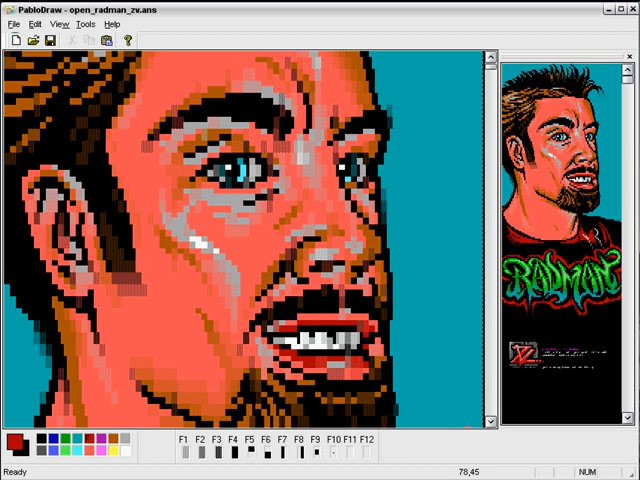 PabloDraw - open_radman_zv.ans
File Edit View Tools Help
RADMAN
F1 F2 F3 F4 F5 F6 F7 F8 F9 F10 F11 F12
Ready
78,45
NUM